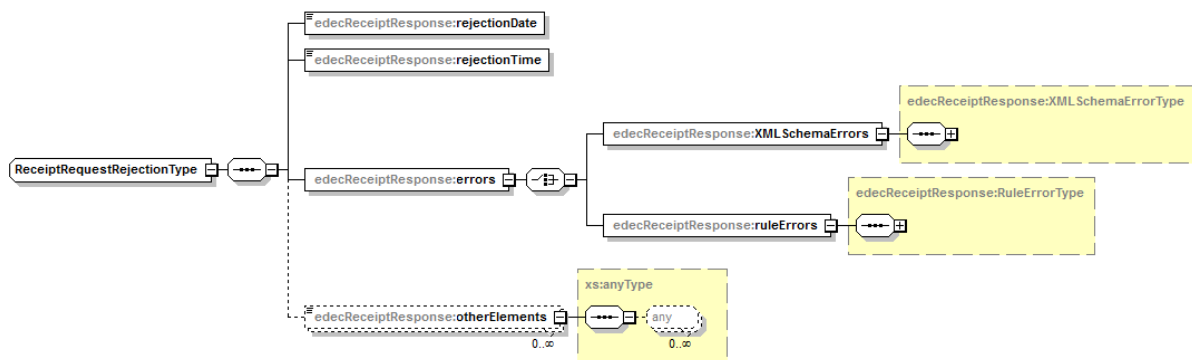 edecReceiptResponse:rejectionDate
edecReceiptResponse:rejectionTime
edecReceiptResponse:XMLSchemaErrorType
edecReceiptResponse:XMLSchemaErrors
ReceiptRequestRejectionType
edecReceiptResponse:errors
edecReceiptResponse:RuleErrorType
edecReceiptResponse:ruleErrors
xs:anyType
edecReceiptResponse:otherElements
any
0..∞
0..∞